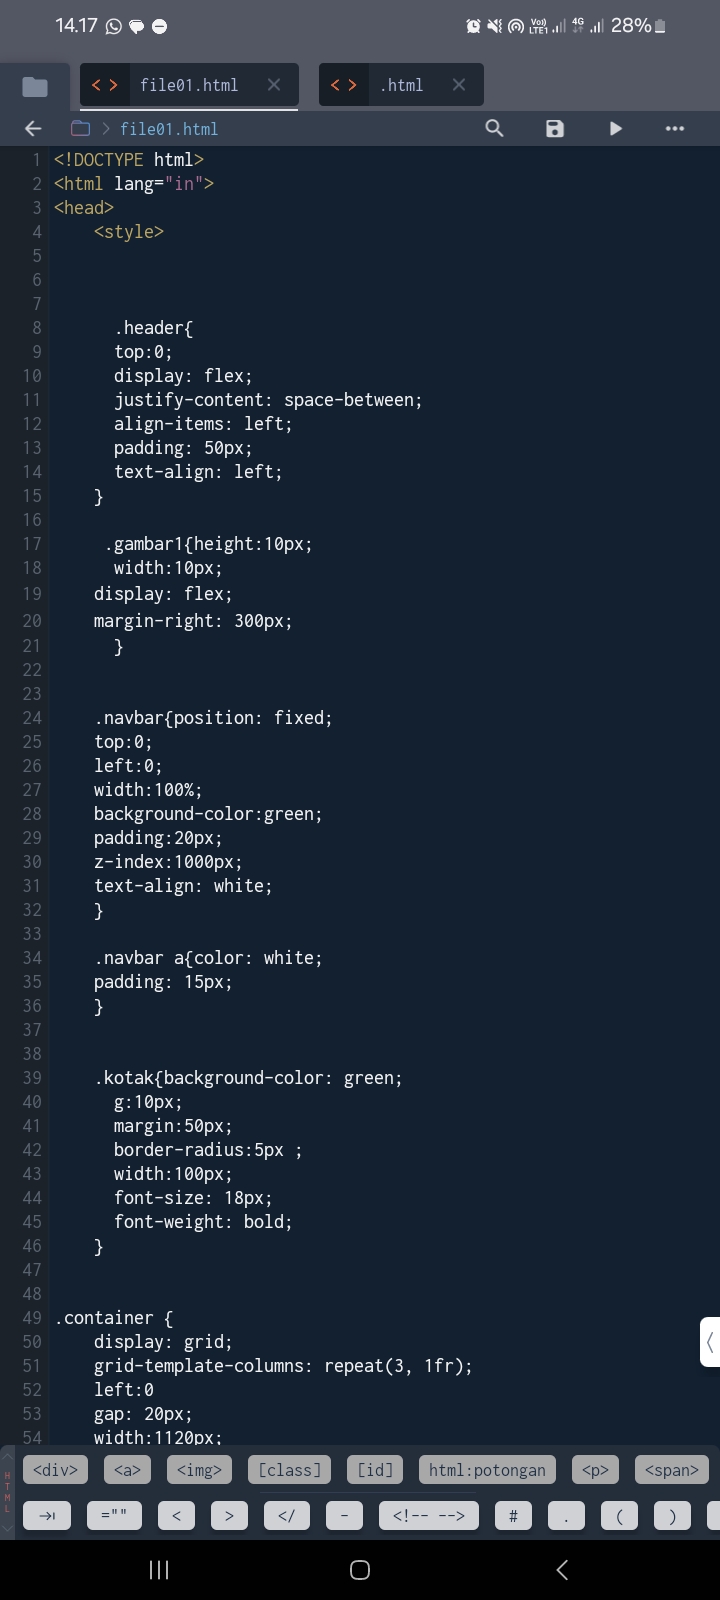 14.17 Vo)) LTE1 4G 28%
< > file01.html × < > .html ×
← > file01.html
1 <!DOCTYPE html>
2 <html lang="in">
3 <head>
4     <style>
5
6
7
8       .header{
9       top:0;
10       display: flex;
11       justify-content: space-between;
12       align-items: left;
13       padding: 50px;
14       text-align: left;
15     }
16
17      .gambar1{height:10px;
18       width:10px;
19     display: flex;
20     margin-right: 300px;
21       }
22
23
24     .navbar{position: fixed;
25     top:0;
26     left:0;
27     width:100%;
28     background-color:green;
29     padding:20px;
30     z-index:1000px;
31     text-align: white;
32     }
33
34     .navbar a{color: white;
35     padding: 15px;
36     }
37
38
39     .kotak{background-color: green;
40       g:10px;
41       margin:50px;
42       border-radius:5px ;
43       width:100px;
44       font-size: 18px;
45       font-weight: bold;
46     }
47
48
49 .container {
50     display: grid;
51     grid-template-columns: repeat(3, 1fr);
52     left:0
53     gap: 20px;
54     width:1120px;
HTML
<div> <a> <img> [class] [id] html:potongan <p> <span>
="" < > </ - <!-- --> # . ( )